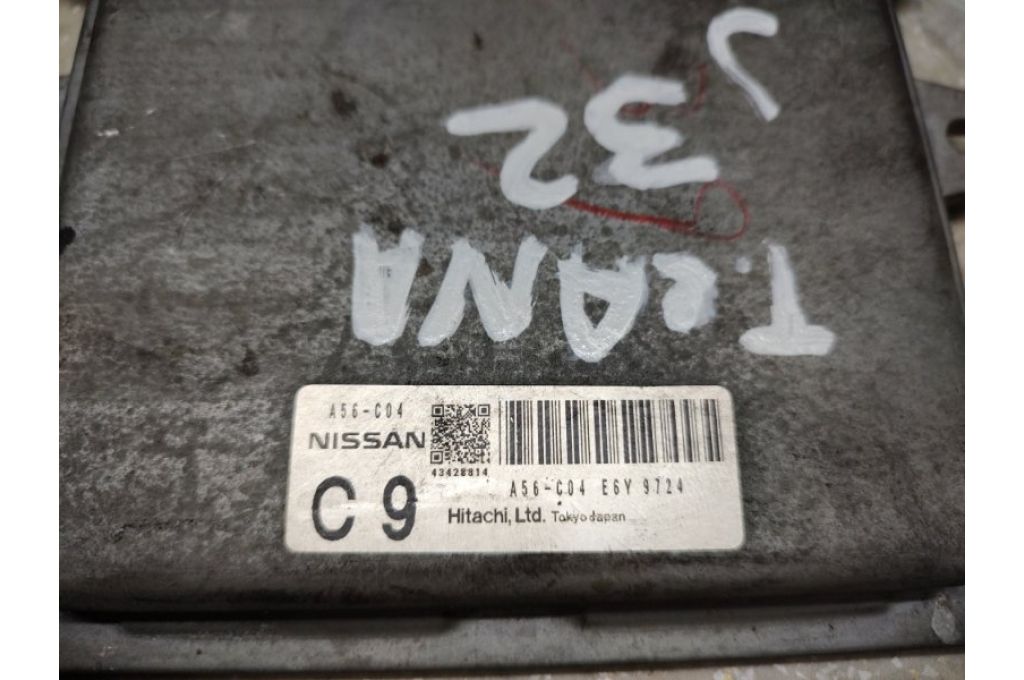 J
32
TEANA
A56-C04
NISSAN
43428814
C9
A56-C04 E6Y 9724
Hitachi, Ltd. Tokyo Japan